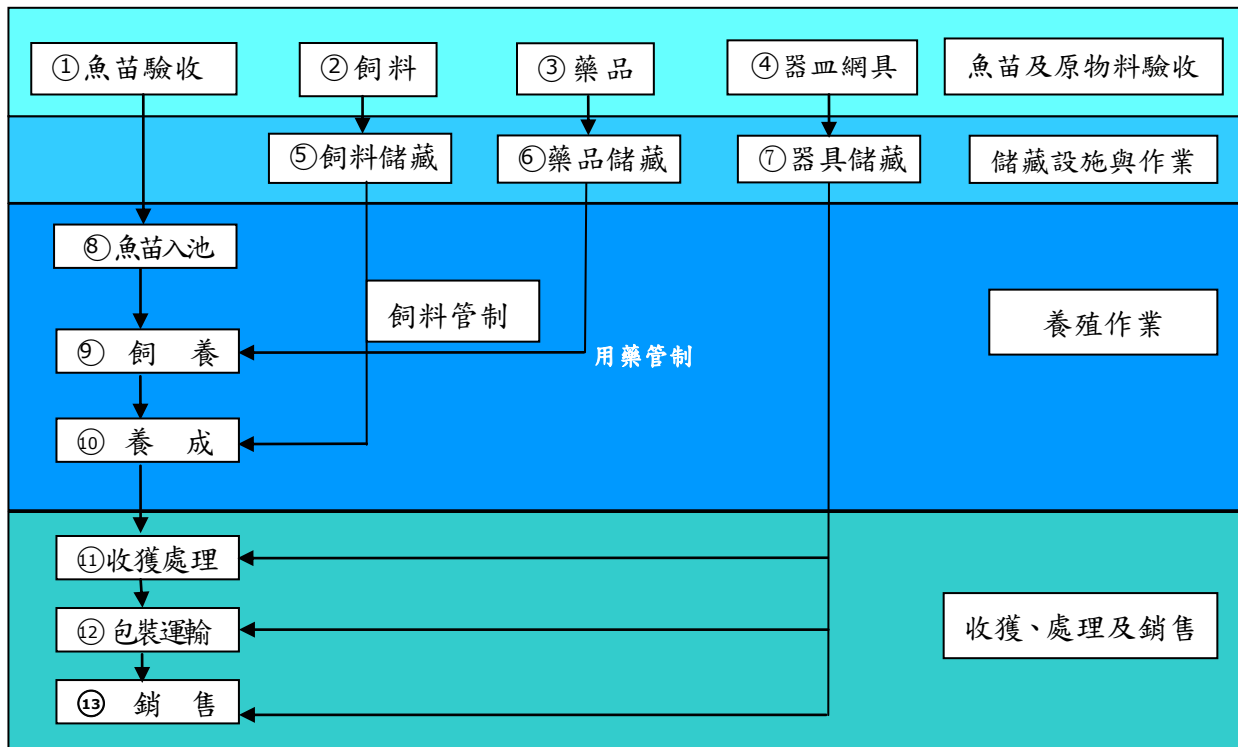 ①魚苗驗收
②飼料
③藥品
④器皿網具
魚苗及原物料驗收
⑤飼料儲藏
⑥藥品儲藏
⑦器具儲藏
儲藏設施與作業
⑧魚苗入池
飼料管制
養殖作業
⑨飼 養
用藥管制
⑩養 成
⑪收獲處理
⑫包裝運輸
收獲、處理及銷售
⑬銷 售